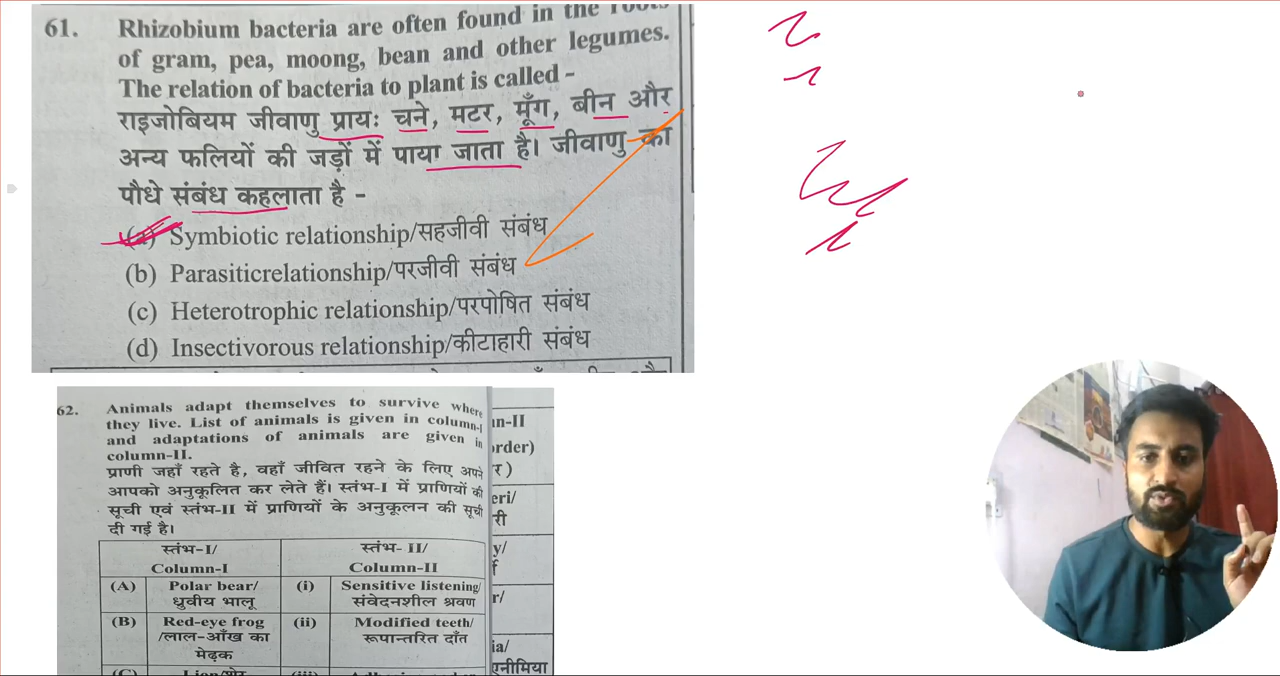 61. Rhizobium bacteria are often found in the roots
of gram, pea, moong, bean and other legumes.
The relation of bacteria to plant is called -
राइजोबियम जीवाणु प्रायः चने, मटर, मूँग, बीन और
अन्य फलियों की जड़ों में पाया जाता है। जीवाणु का
पौधे संबंध कहलाता है -
(a) Symbiotic relationship/सहजीवी संबंध
(b) Parasiticrelationship/परजीवी संबंध
(c) Heterotrophic relationship/परपोषित संबंध
(d) Insectivorous relationship/कीटाहारी संबंध
62. Animals adapt themselves to survive where
they live. List of animals is given in column-I
and adaptations of animals are given in
column-II.
प्राणी जहाँ रहते है, वहाँ जीवित रहने के लिए अपने
आपको अनुकूलित कर लेते हैं। स्तंभ-I में प्राणियों की
सूची एवं स्तंभ-II में प्राणियों के अनुकूलन की सूची
दी गई है।
स्तंभ-I/ स्तंभ- II/
Column-I Column-II
(A) Polar bear/ (i) Sensitive listening/
ध्रुवीय भालू संवेदनशील श्रवण
(B) Red-eye frog (ii) Modified teeth/
/लाल-आँख का रूपान्तरित दाँत
मेढ़क
Lion/शेर